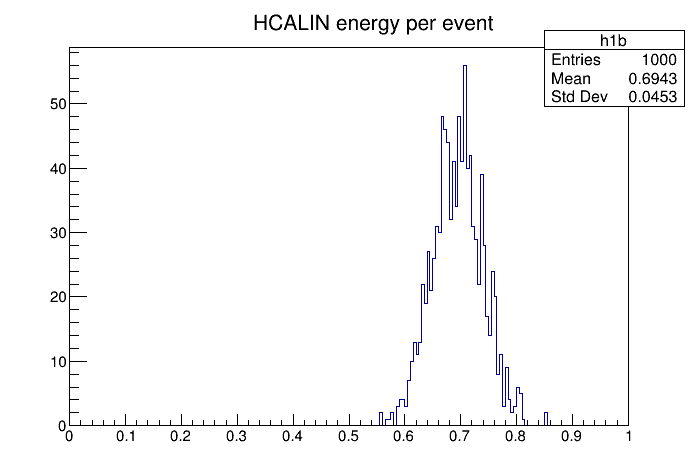 HCALIN energy per event
h1b
Entries 1000
Mean 0.6943
Std Dev 0.0453
50
40
30
20
10
0
0 0.1 0.2 0.3 0.4 0.5 0.6 0.7 0.8 0.9 1